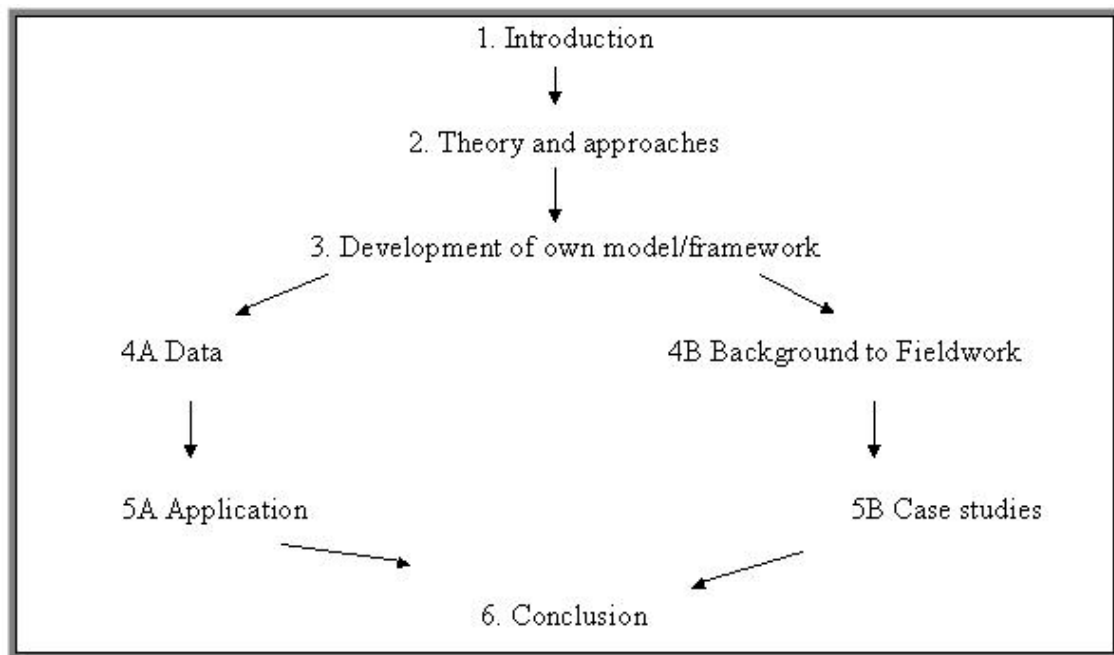 1. Introduction
2. Theory and approaches
3. Development of own model/framework
4A Data
4B Background to Fieldwork
5A Application
5B Case studies
6. Conclusion